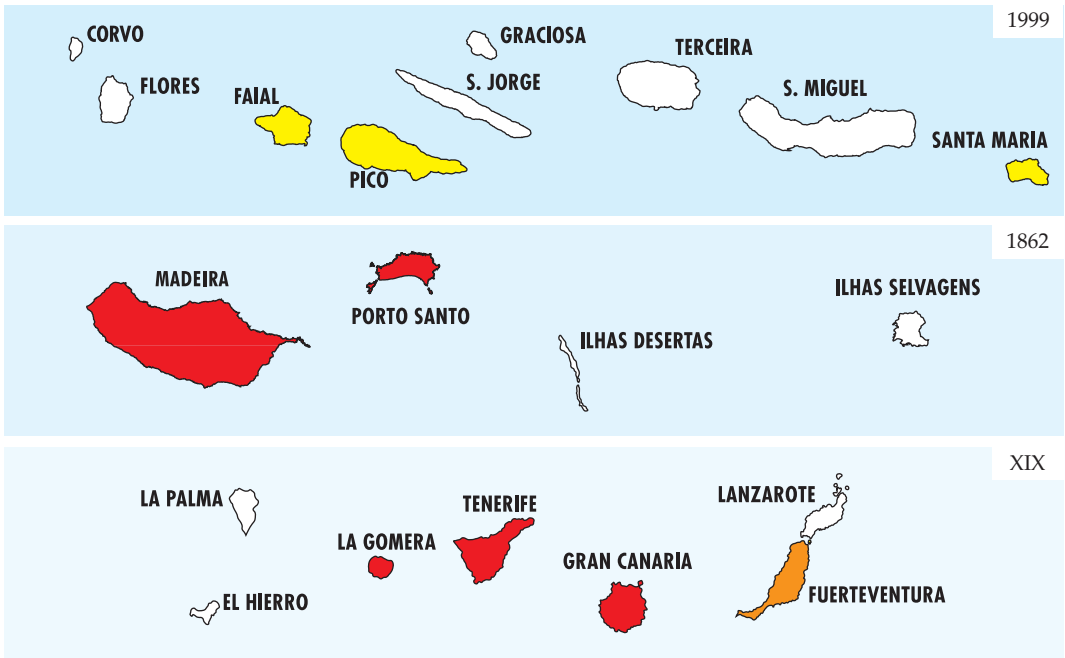 1999
CORVO
GRACIOSA
TERCEIRA
FLORES
S. JORGE
FAIAL
S. MIGUEL
SANTA MARIA
PICO
1862
MADEIRA
ILHAS SELVAGENS
PORTO SANTO
ILHAS DESERTAS
XIX
LA PALMA
TENERIFE
LANZAROTE
LA GOMERA
GRAN CANARIA
EL HIERRO
FUERTEVENTURA